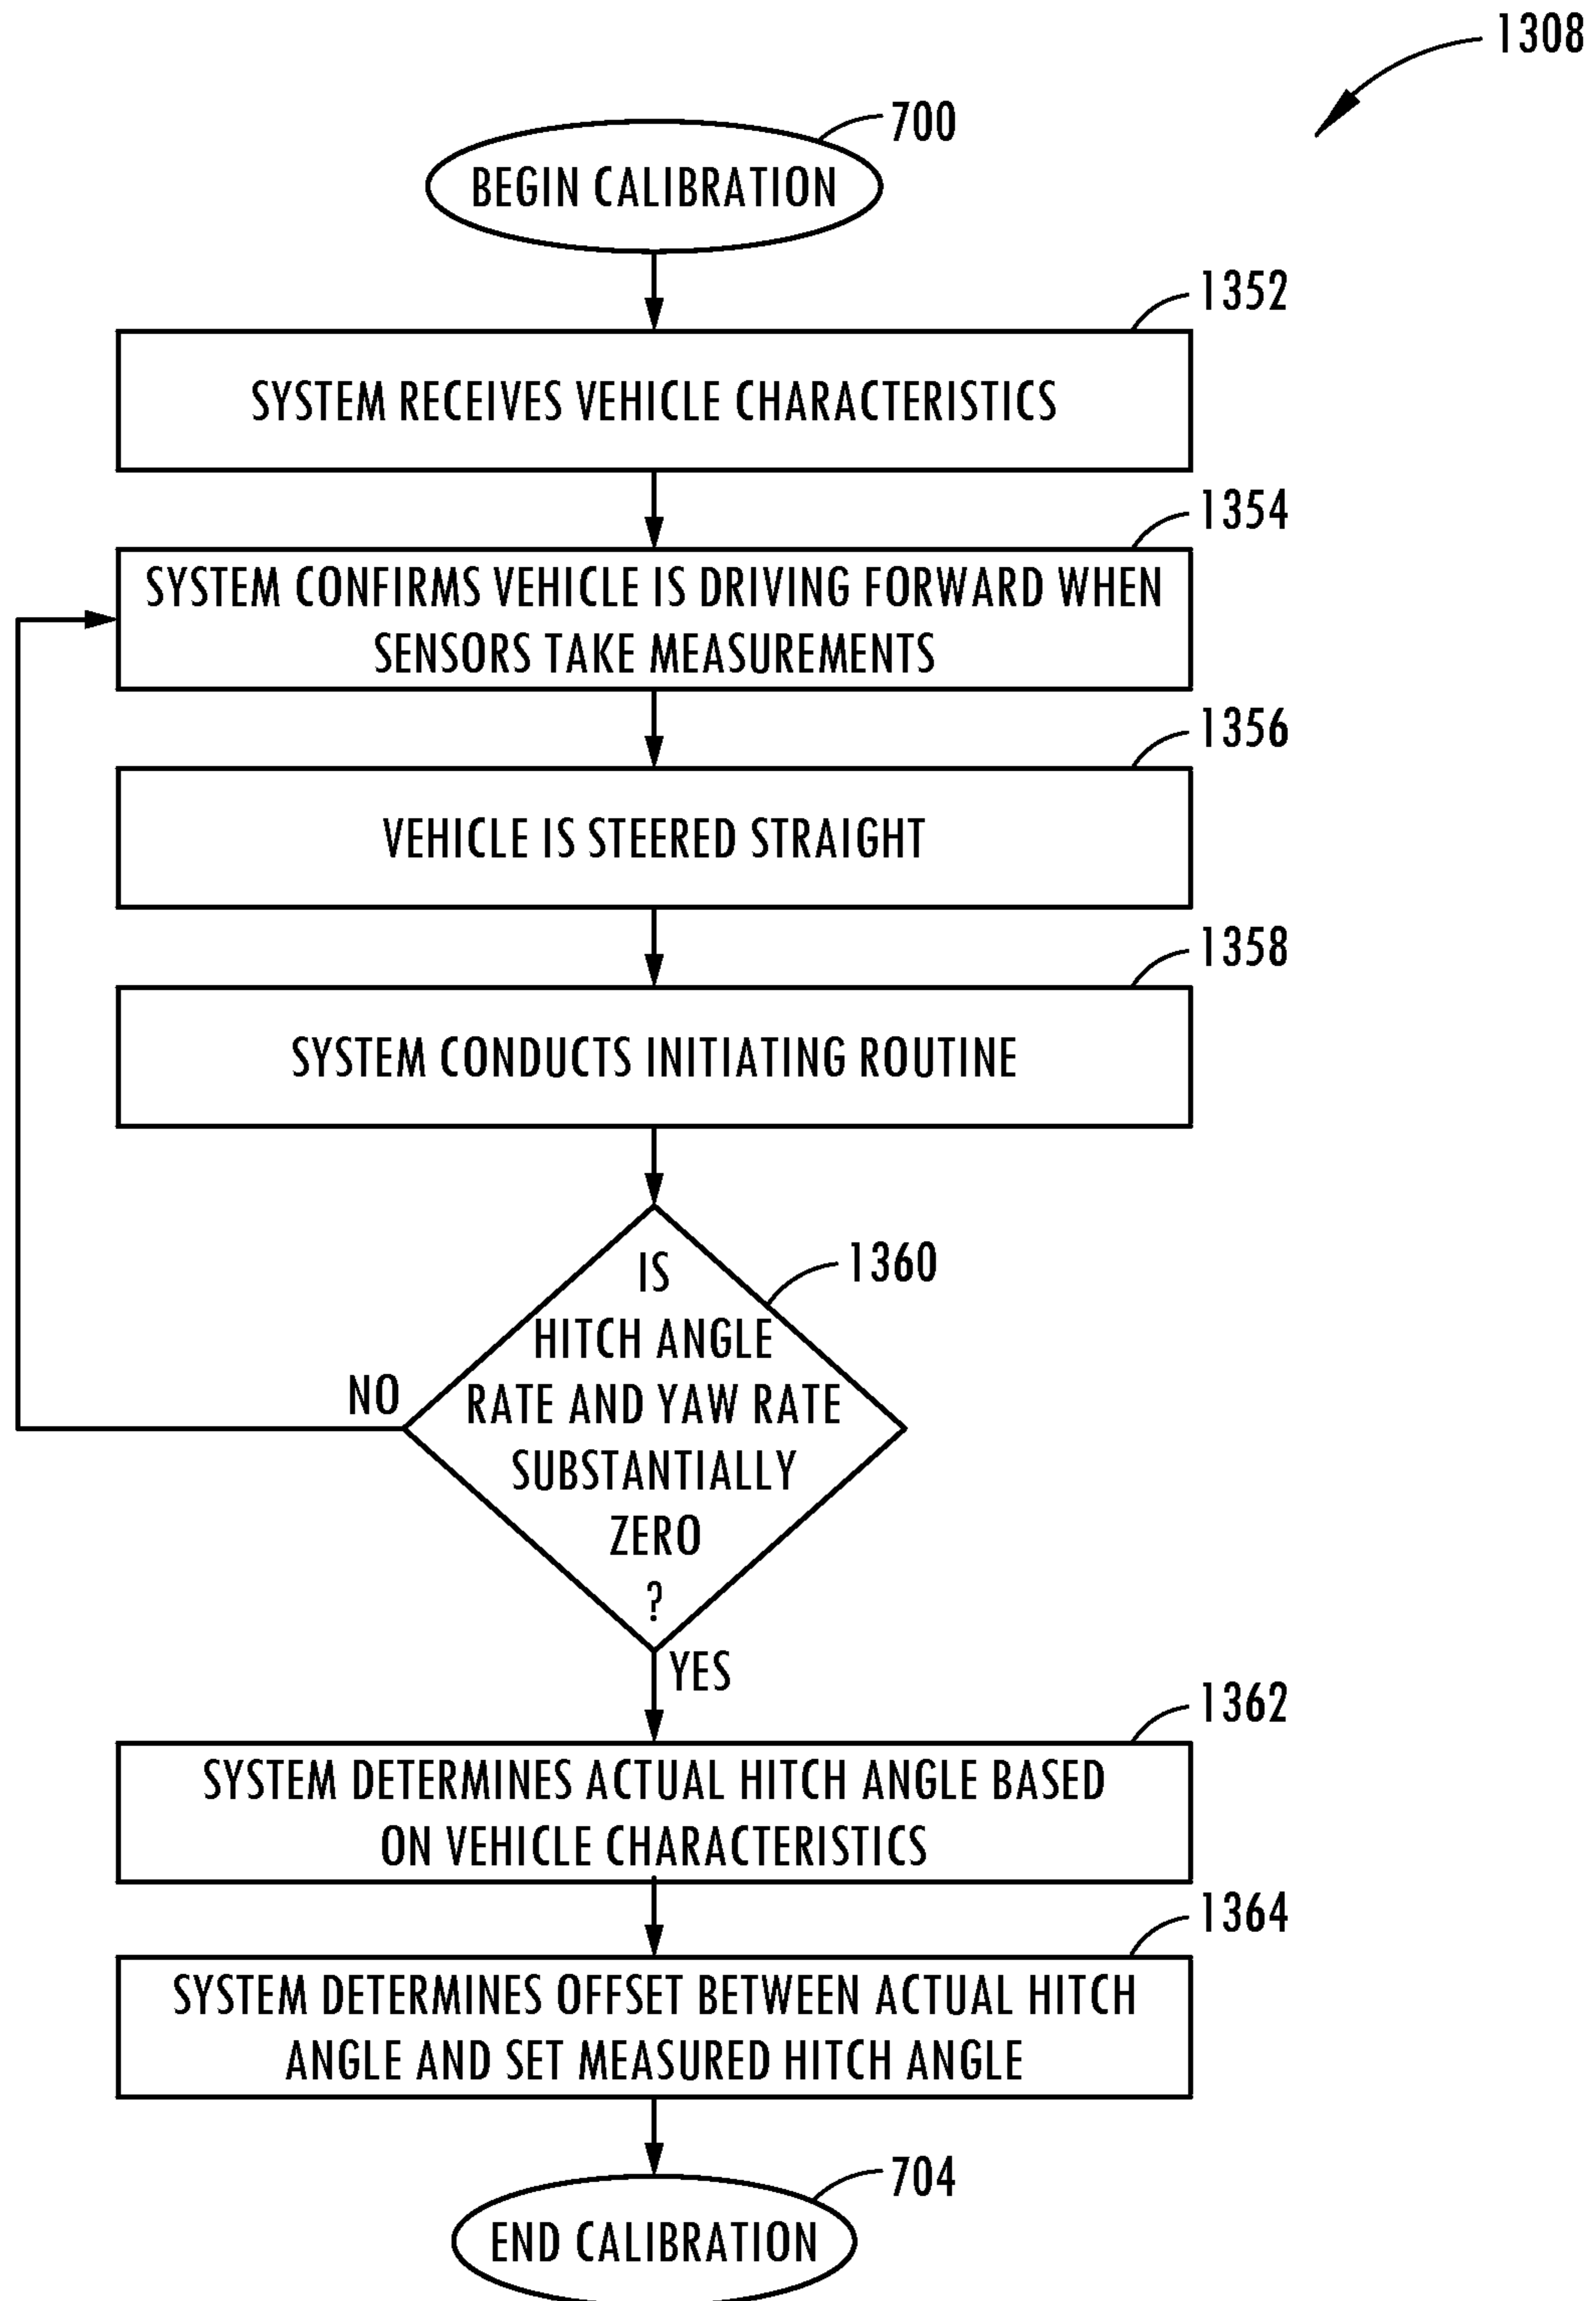 1308
700
BEGIN CALIBRATION
1352
SYSTEM RECEIVES VEHICLE CHARACTERISTICS
1354
SYSTEM CONFIRMS VEHICLE IS DRIVING FORWARD WHEN
SENSORS TAKE MEASUREMENTS
1356
VEHICLE IS STEERED STRAIGHT
1358
SYSTEM CONDUCTS INITIATING ROUTINE
1360
IS
HITCH ANGLE
RATE AND YAW RATE
SUBSTANTIALLY
ZERO
?
NO
YES
1362
SYSTEM DETERMINES ACTUAL HITCH ANGLE BASED
ON VEHICLE CHARACTERISTICS
1364
SYSTEM DETERMINES OFFSET BETWEEN ACTUAL HITCH
ANGLE AND SET MEASURED HITCH ANGLE
704
END CALIBRATION